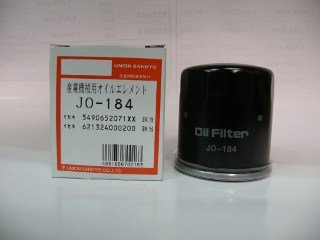 UNION SANGYO
産業機械用オイルエレメント
JO-184
イセキ 5490652071XX 該当
イセキ 621324000200 該当
UNION SANGYO CO.,LTD.
Oil Filter
JO-184